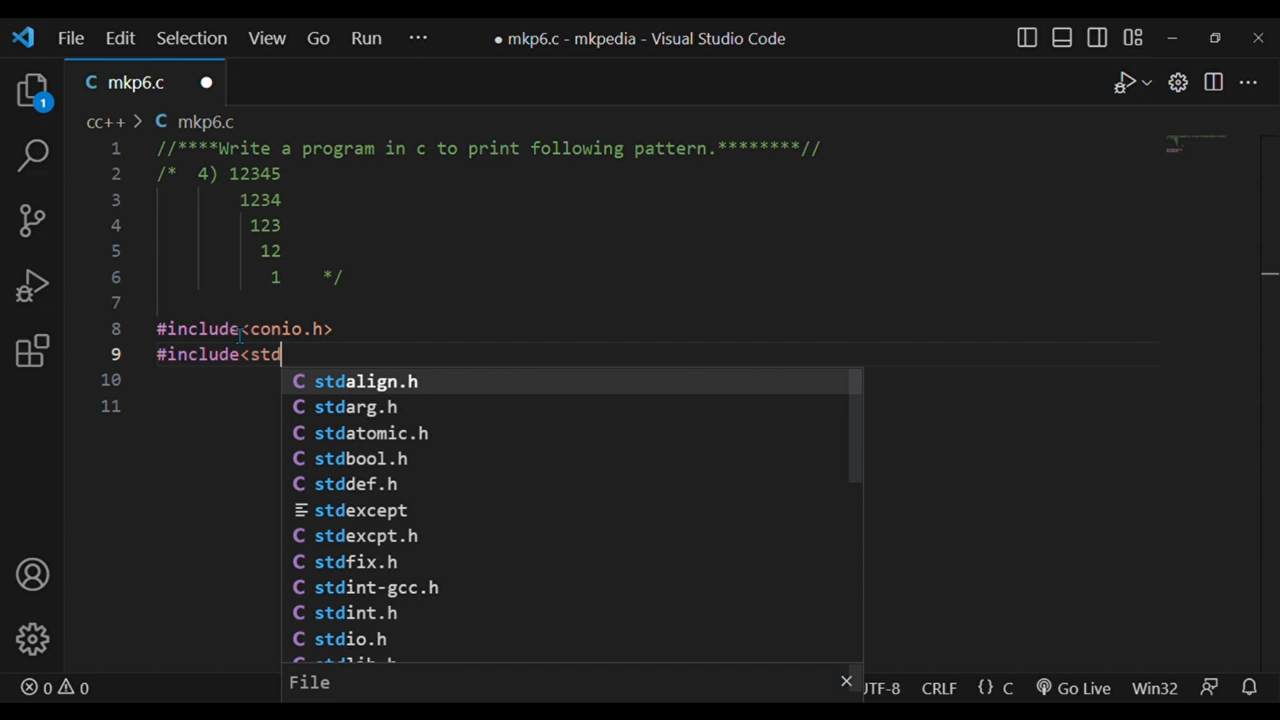 File Edit Selection View Go Run ··· ● mkp6.c - mkpedia - Visual Studio Code
C mkp6.c ●
1
cc++ > C mkp6.c
1 //****Write a program in c to print following pattern.********//
2 /* 4) 12345
3 1234
4 123
5 12
6 1 */
7
8 #include<conio.h>
9 #include<std
10
11
C stdalign.h
C stdarg.h
C stdatomic.h
C stdbool.h
C stddef.h
stdexcept
C stdexcpt.h
C stdfix.h
C stdint-gcc.h
C stdint.h
C stdio.h
C stdlib.h
File
0 0 UTF-8 CRLF {} C Go Live Win32